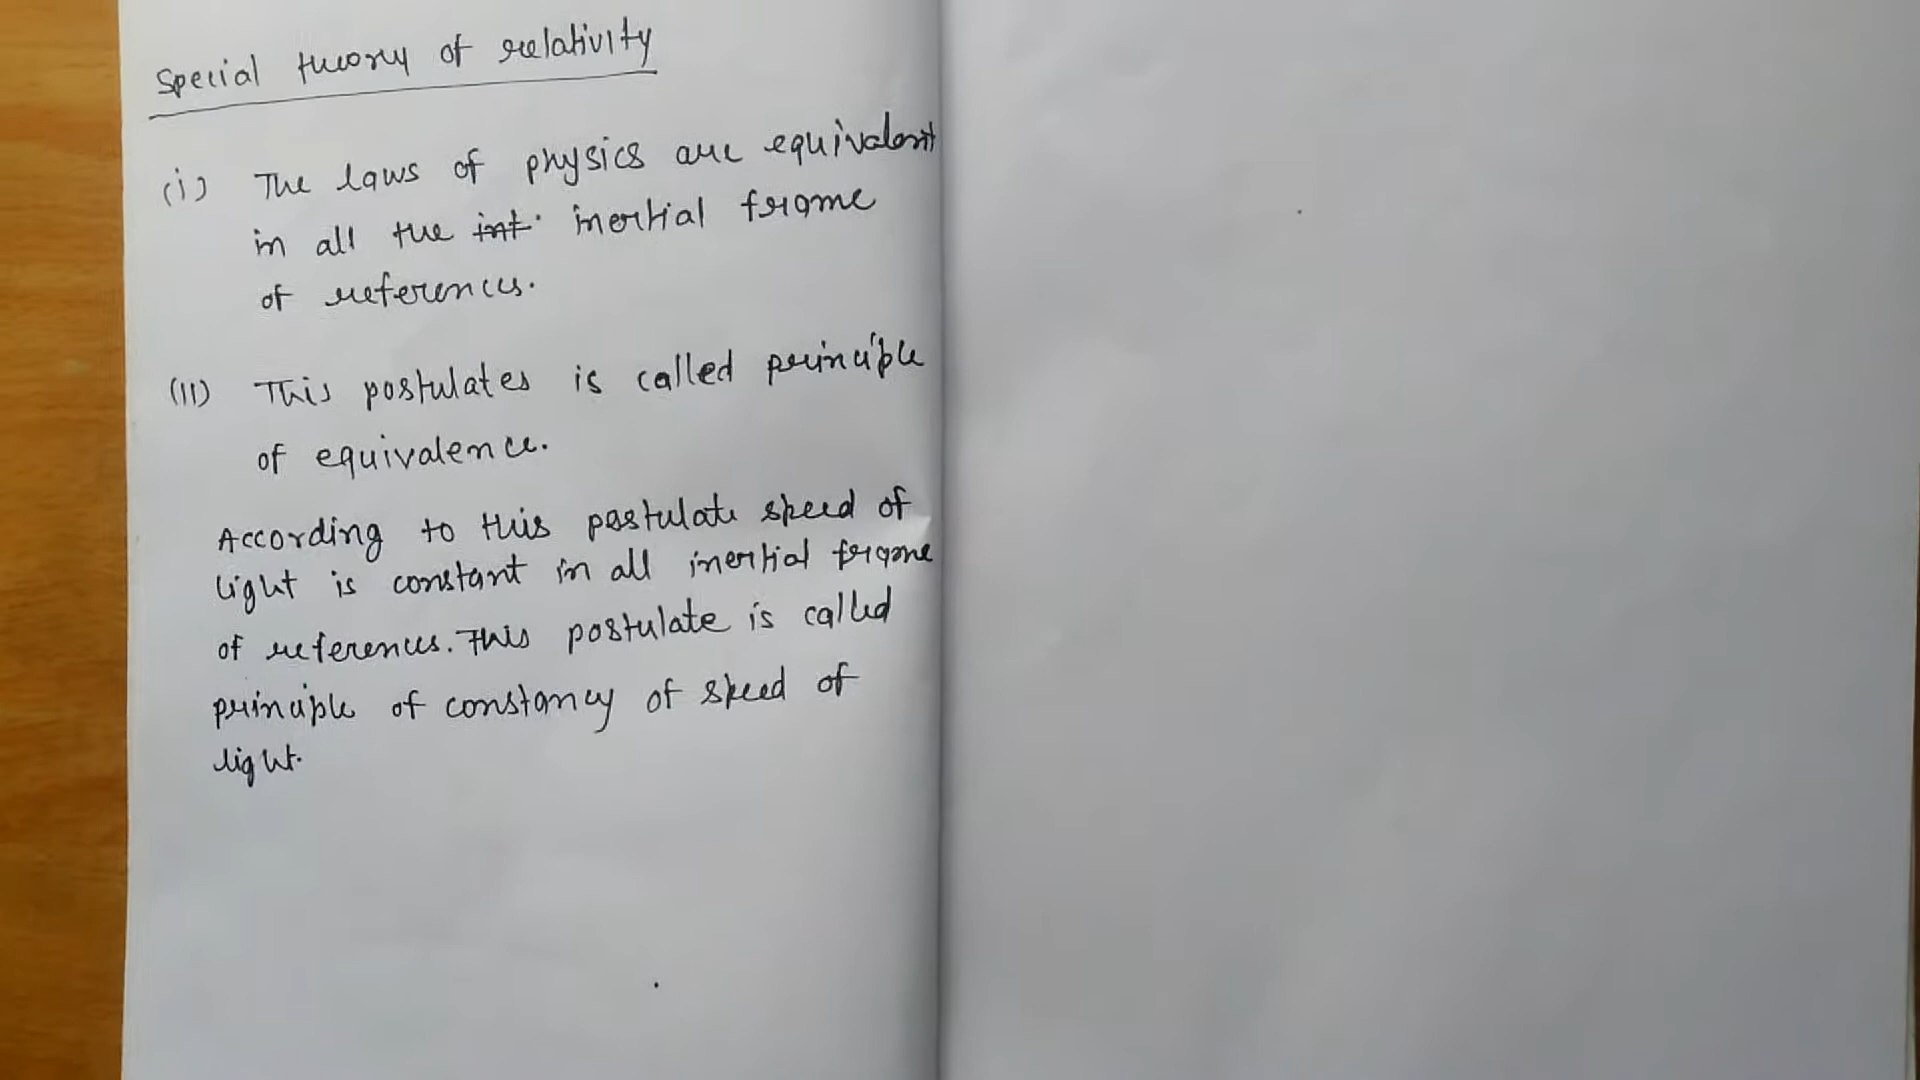 Special theory of relativity
(i) The laws of physics are equivalent
in all the int. inertial frame
of references.
(II) This postulates is called principle
of equivalence.
According to this postulate speed of
light is constant in all inertial frame
of references. This postulate is called
principle of constancy of speed of
light.